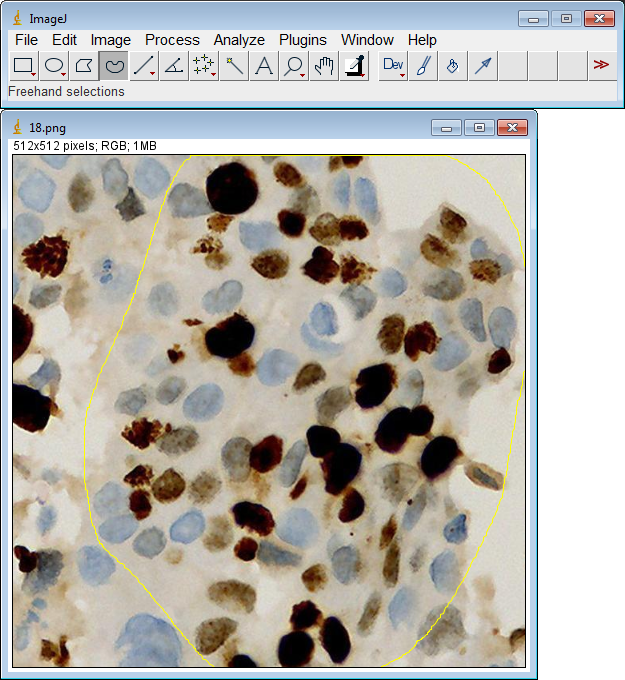 ImageJ
File Edit Image Process Analyze Plugins Window Help
A Dev >>
Freehand selections
18.png
512x512 pixels; RGB; 1MB